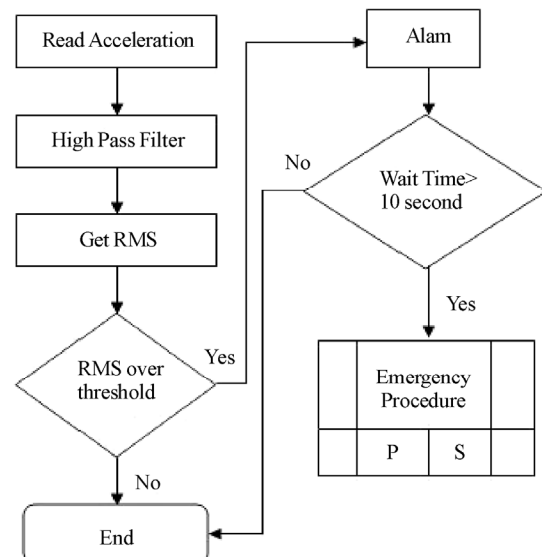 Read Acceleration
High Pass Filter
Get RMS
RMS over
threshold
Yes
No
End
Alam
Wait Time>
10 second
No
Yes
Emergency
Procedure
P
S